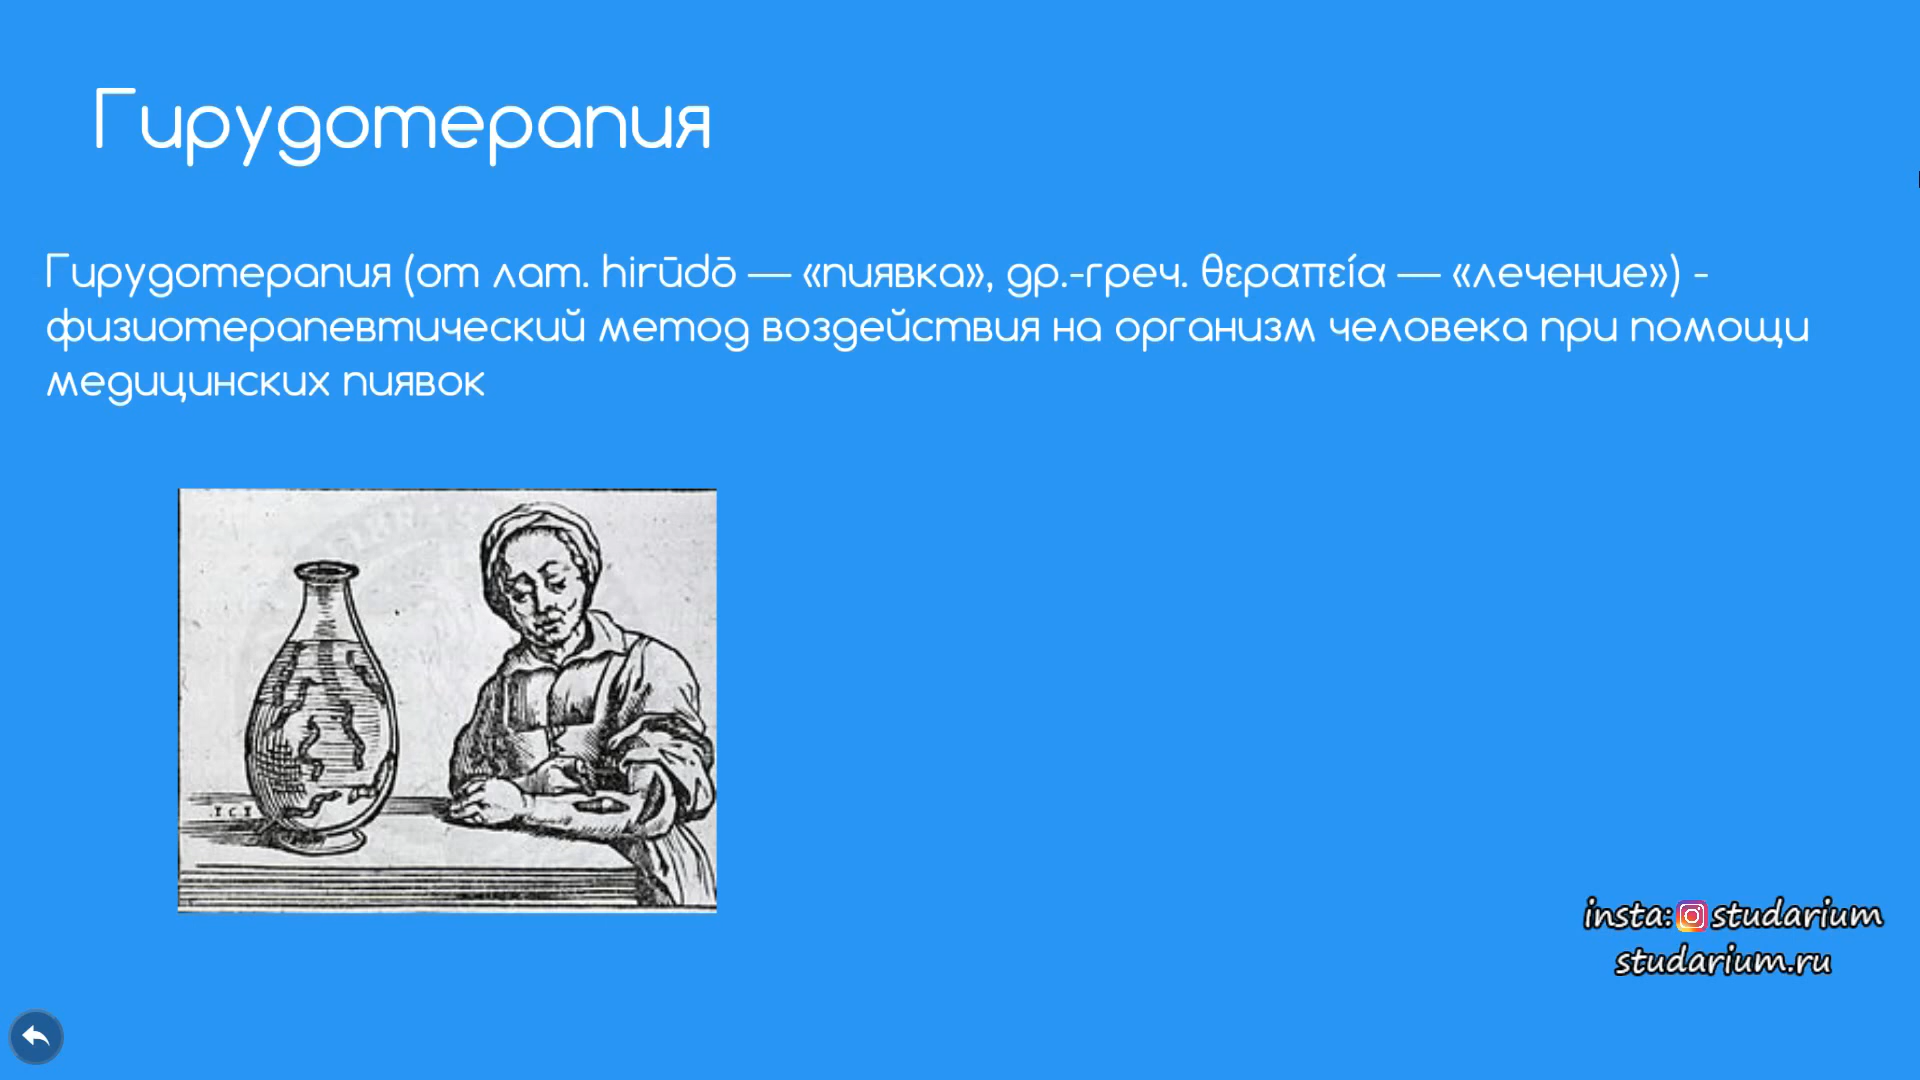 Гирудотерапия
Гирудотерапия (от лат. hirūdō — «пиявка», др.-греч. θεραπεία — «лечение») -
физиотерапевтический метод воздействия на организм человека при помощи
медицинских пиявок
insta: studarium
studarium.ru